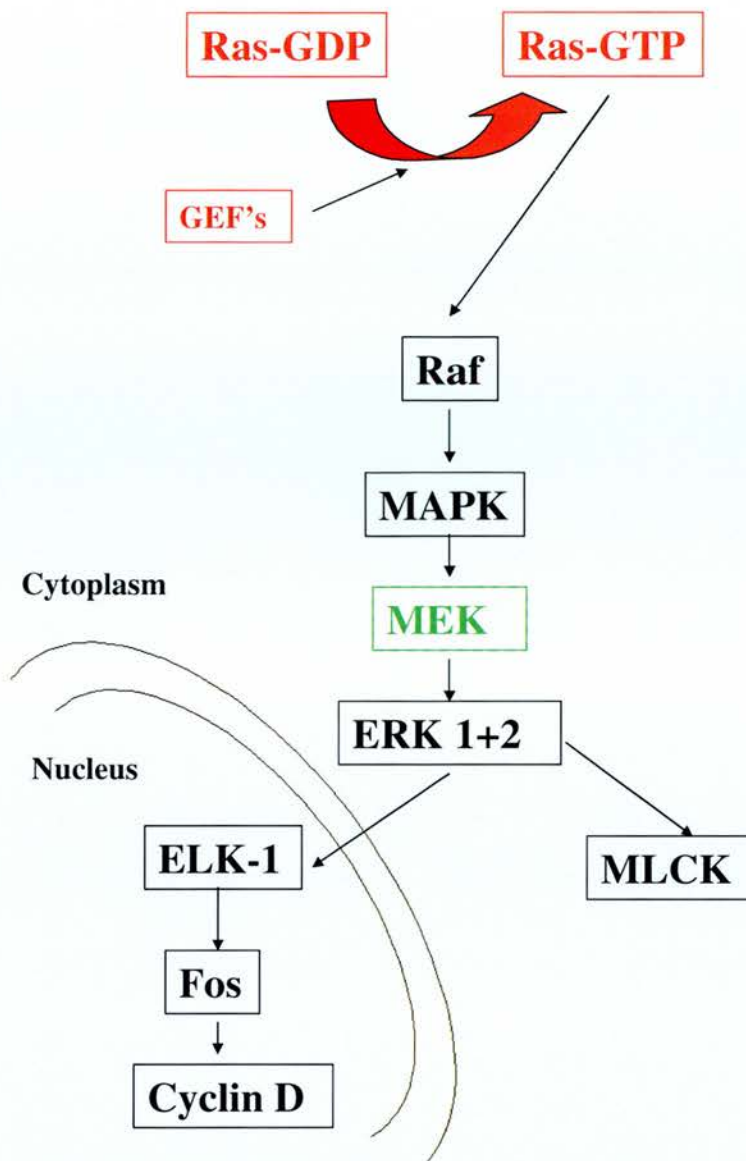 Ras-GDP
Ras-GTP
GEF's
Raf
MAPK
Cytoplasm
MEK
ERK 1+2
Nucleus
ELK-1
MLCK
Fos
Cyclin D